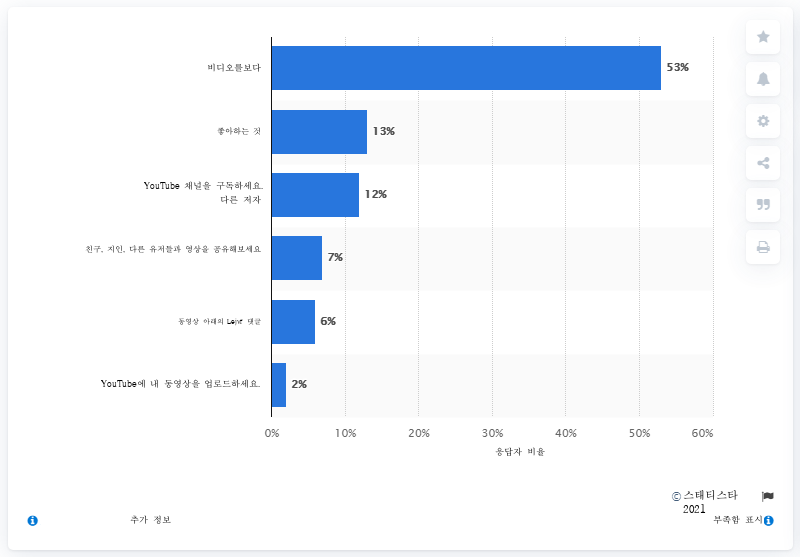 비디오를보다
53%
좋아하는 것
13%
YouTube 채널을 구독하세요.
다른 저자
12%
친구, 지인, 다른 유저들과 영상을 공유해보세요
7%
동영상 아래의 댓글
6%
YouTube에 내 동영상을 업로드하세요.
2%
0% 10% 20% 30% 40% 50% 60%
응답자 비율
© 스태티스타
2021
추가 정보
부족함 표시